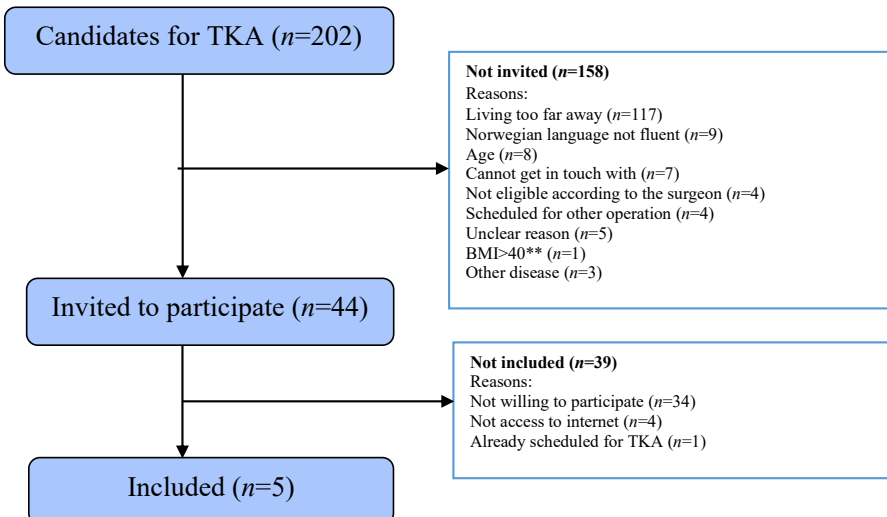 Candidates for TKA (n=202)
Not invited (n=158)
Reasons:
Living too far away (n=117)
Norwegian language not fluent (n=9)
Age (n=8)
Cannot get in touch with (n=7)
Not eligible according to the surgeon (n=4)
Scheduled for other operation (n=4)
Unclear reason (n=5)
BMI>40** (n=1)
Other disease (n=3)
Invited to participate (n=44)
Not included (n=39)
Reasons:
Not willing to participate (n=34)
Not access to internet (n=4)
Already scheduled for TKA (n=1)
Included (n=5)